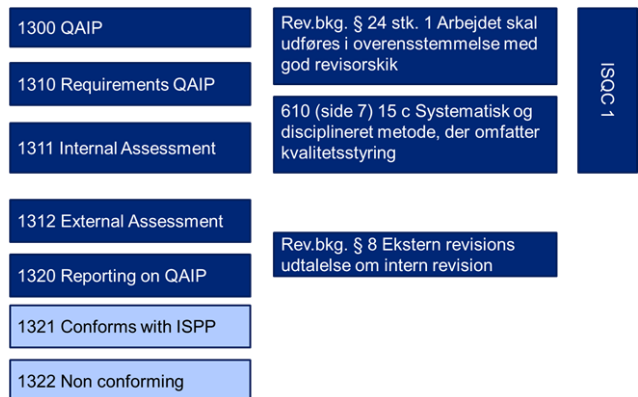 1300 QAIP
1310 Requirements QAIP
1311 Internal Assessment
1312 External Assessment
1320 Reporting on QAIP
1321 Conforms with ISPP
1322 Non conforming
Rev.bkg. § 24 stk. 1 Arbejdet skal
udføres i overensstemmelse med
god revisorskik
610 (side 7) 15 c Systematisk og
disciplineret metode, der omfatter
kvalitetsstyring
Rev.bkg. § 8 Ekstern revisions
udtalelse om intern revision
ISQC 1